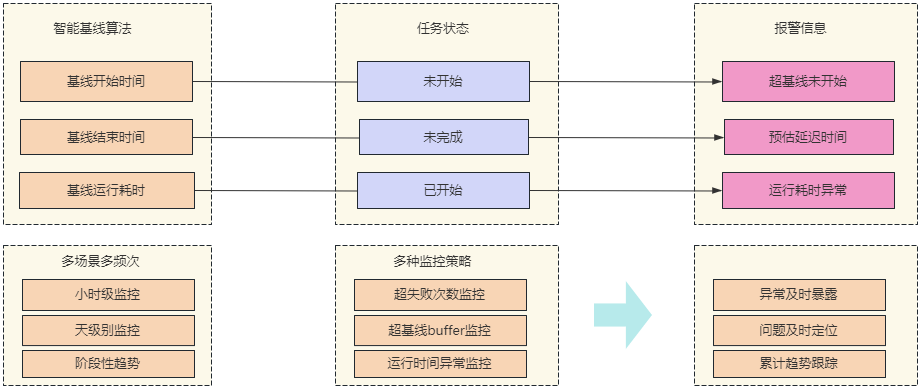 智能基线算法
任务状态
报警信息
基线开始时间
未开始
超基线未开始
基线结束时间
未完成
预估延迟时间
基线运行耗时
已开始
运行耗时异常
多场景多频次
多种监控策略
小时级监控
超失败次数监控
异常及时暴露
天级别监控
超基线buffer监控
问题及时定位
阶段性趋势
运行时间异常监控
累计趋势跟踪